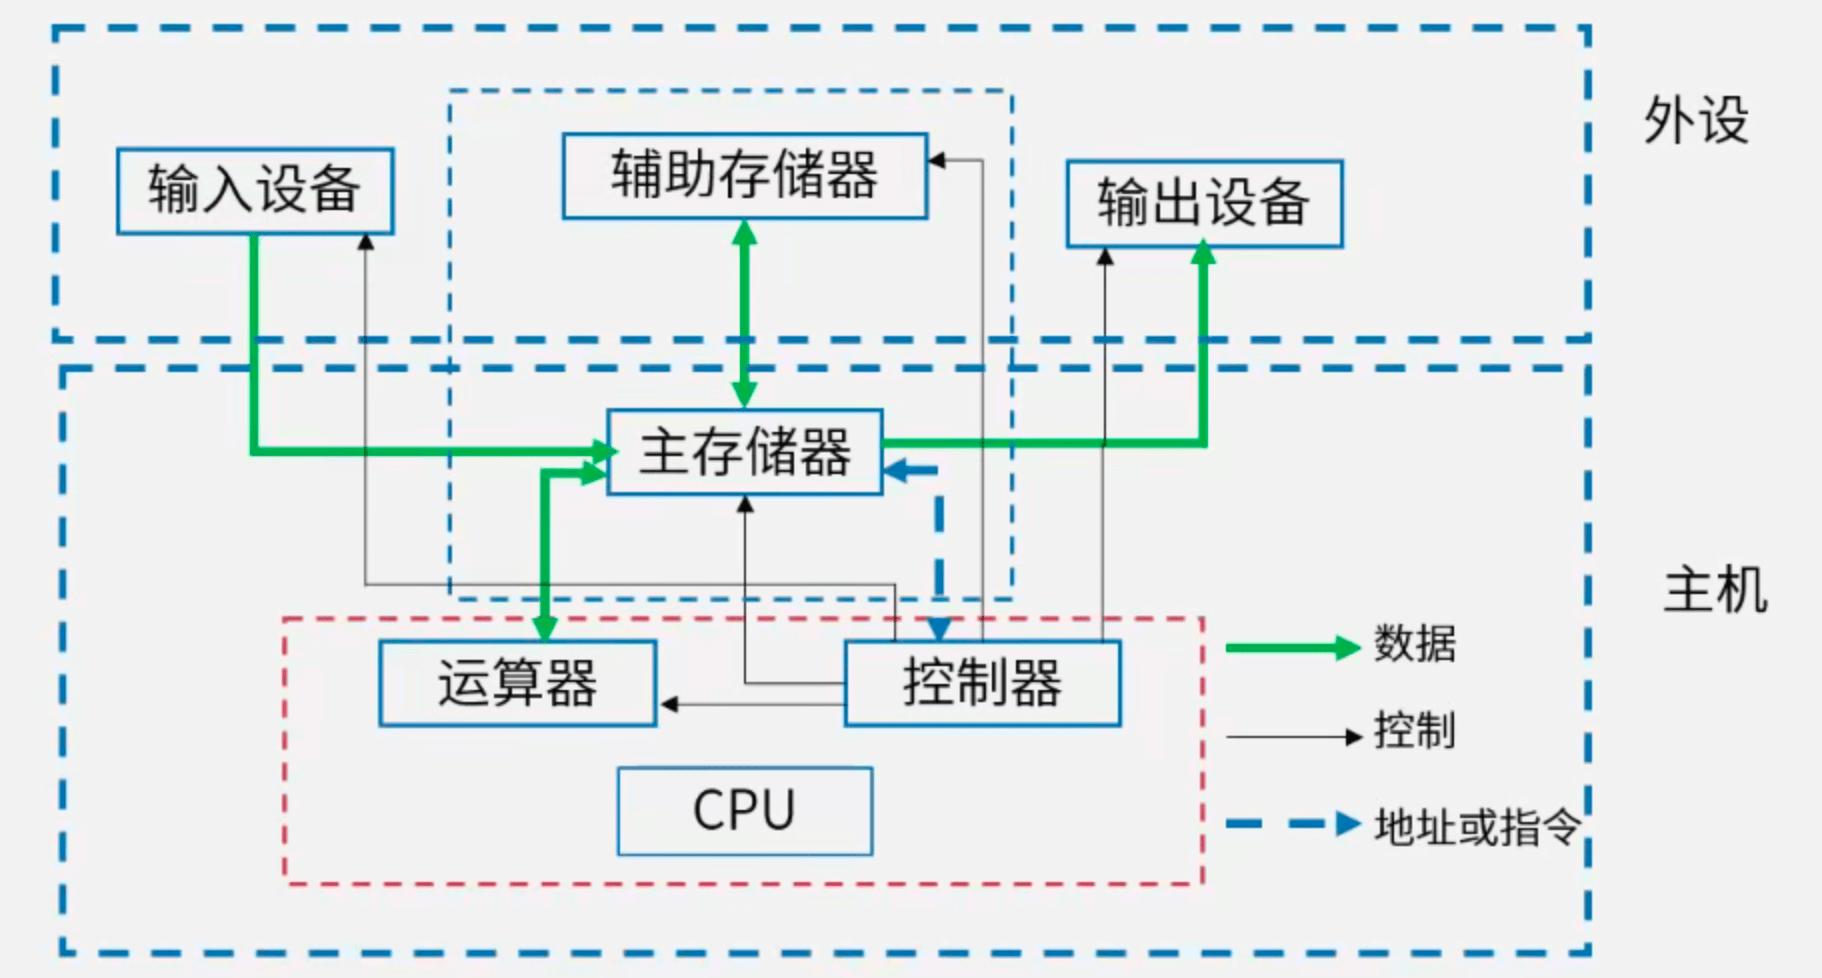 外设
辅助存储器
输入设备
输出设备
主存储器
主机
数据
运算器
控制器
控制
CPU
地址或指令